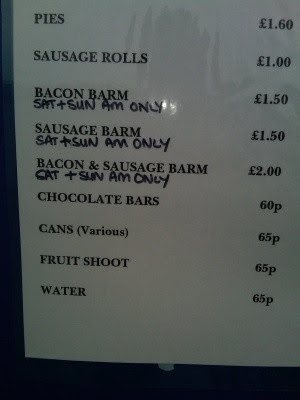 PIES £1.60
SAUSAGE ROLLS £1.00
BACON BARM £1.50
SAT + SUN AM ONLY
SAUSAGE BARM £1.50
SAT + SUN AM ONLY
BACON & SAUSAGE BARM £2.00
SAT + SUN AM ONLY
CHOCOLATE BARS 60p
CANS (Various) 65p
FRUIT SHOOT 65p
WATER 65p